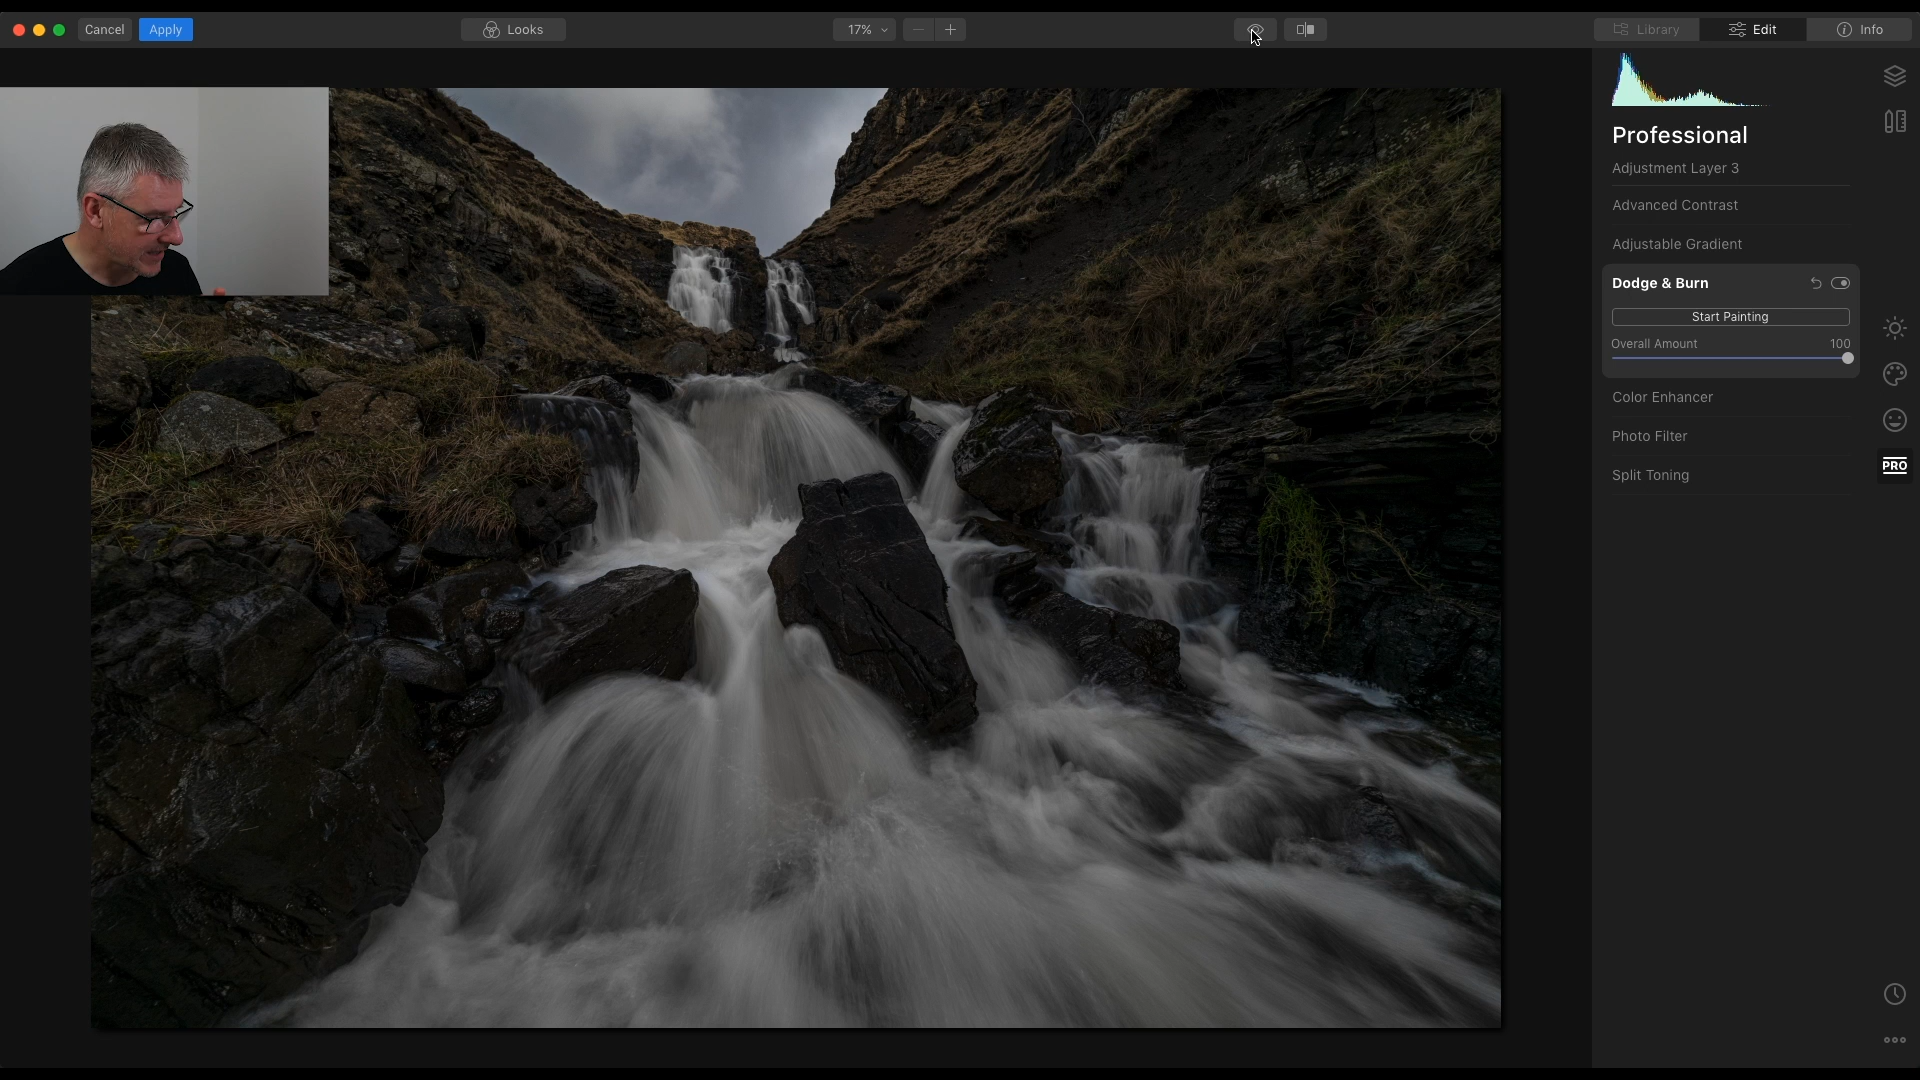 Cancel
Apply
Looks
17%
Library
Edit
Info
Professional
Adjustment Layer 3
Advanced Contrast
Adjustable Gradient
Dodge & Burn
Start Painting
Overall Amount 100
Color Enhancer
Photo Filter
Split Toning
PRO